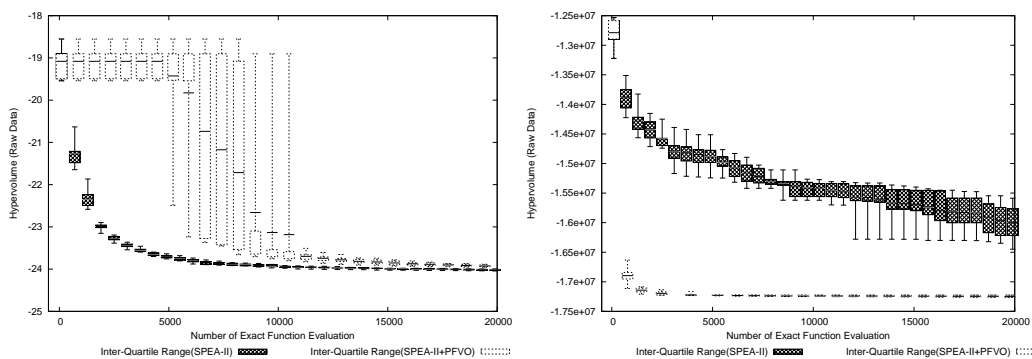 -18
-19
-20
-21
-22
-23
-24
-25
Hypervolume (Raw Data)
0
5000
10000
15000
20000
Number of Exact Function Evaluation
Inter-Quartile Range(SPEA-II)
Inter-Quartile Range(SPEA-II+PFVO)
-1.25e+07
-1.3e+07
-1.35e+07
-1.4e+07
-1.45e+07
-1.5e+07
-1.55e+07
-1.6e+07
-1.65e+07
-1.7e+07
-1.75e+07
Hypervolume (Raw Data)
0
5000
10000
15000
20000
Number of Exact Function Evaluation
Inter-Quartile Range(SPEA-II)
Inter-Quartile Range(SPEA-II+PFVO)